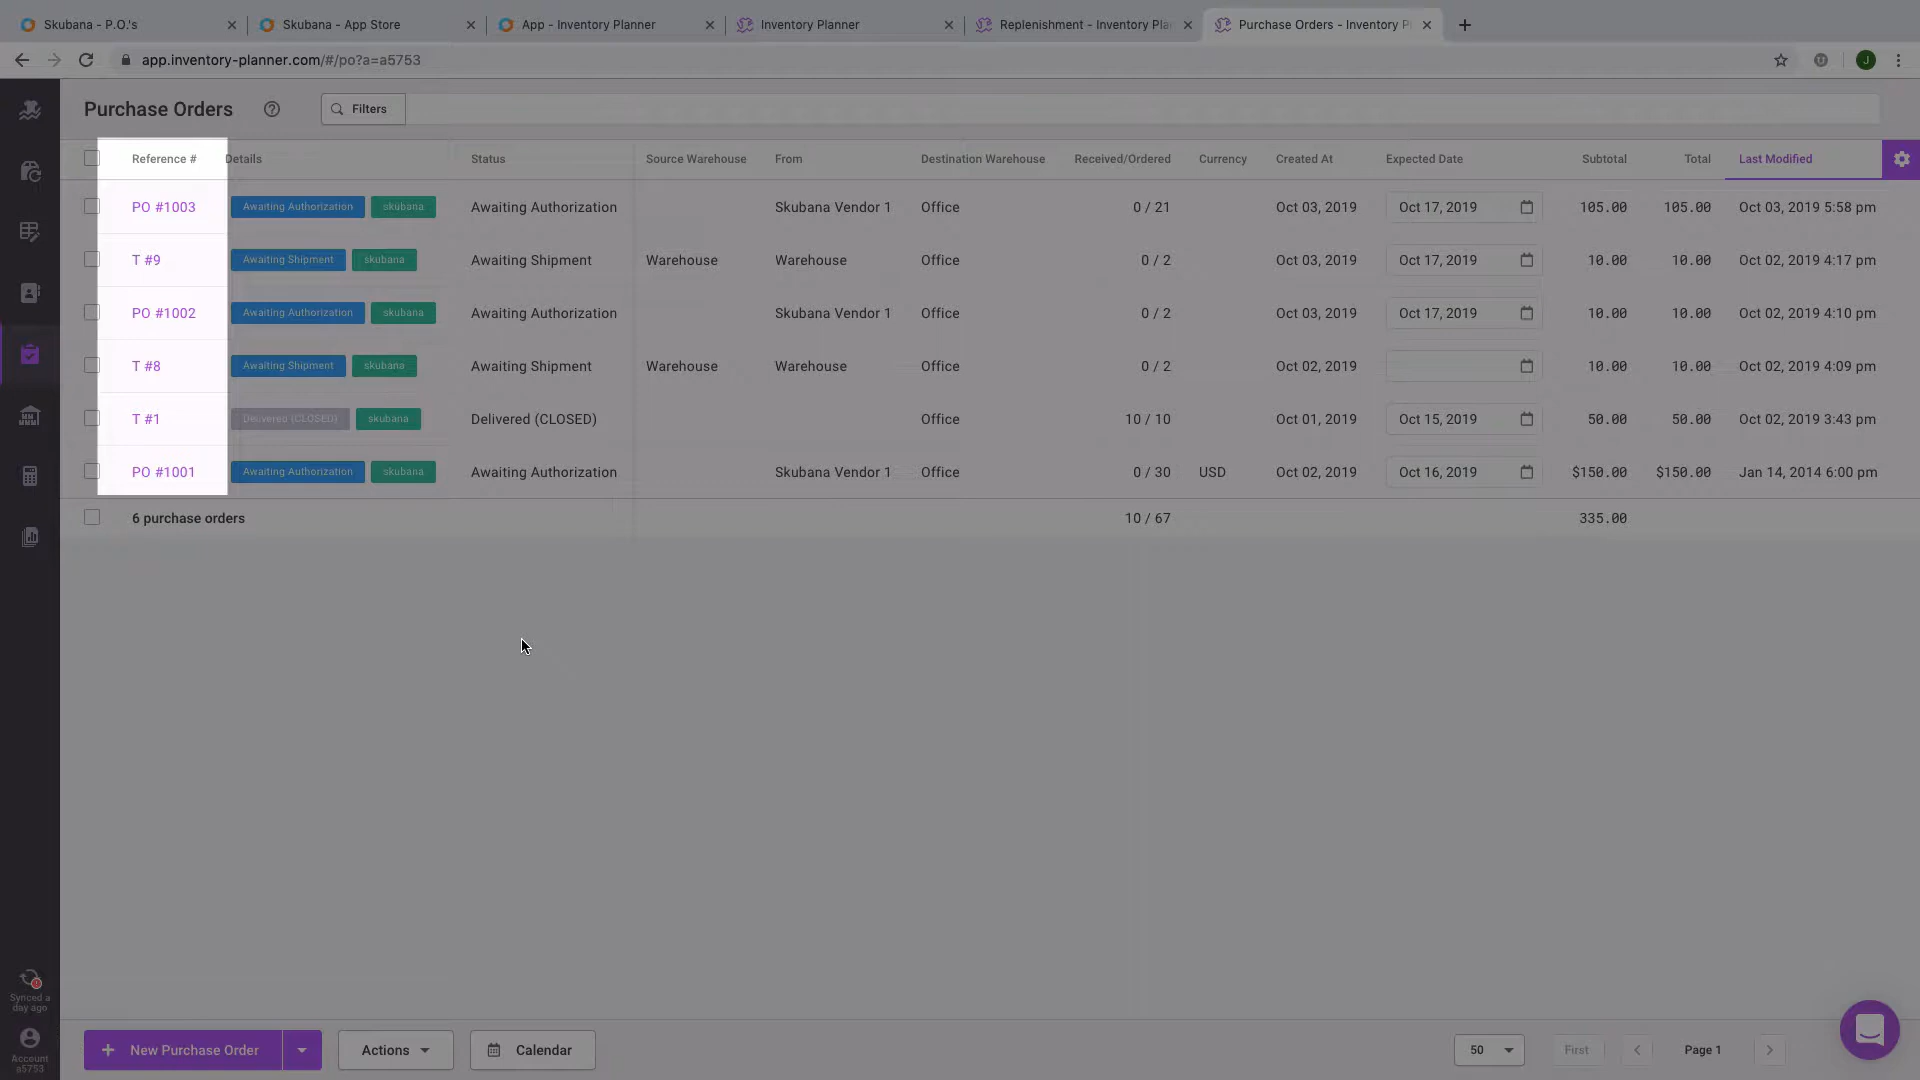 Skubana - P.O.'s
Skubana - App Store
App - Inventory Planner
Inventory Planner
Replenishment - Inventory Pla
Purchase Orders - Inventory P
app.inventory-planner.com/#/po?a=a5753
J
Purchase Orders
Filters
Reference # Details Status Source Warehouse From Destination Warehouse Received/Ordered Currency Created At Expected Date Subtotal Total Last Modified
PO #1003 Awaiting Authorization skubana Awaiting Authorization Skubana Vendor 1 Office 0 / 21 Oct 03, 2019 Oct 17, 2019 105.00 105.00 Oct 03, 2019 5:58 pm
T #9 Awaiting Shipment skubana Awaiting Shipment Warehouse Warehouse Office 0 / 2 Oct 03, 2019 Oct 17, 2019 10.00 10.00 Oct 02, 2019 4:17 pm
PO #1002 Awaiting Authorization skubana Awaiting Authorization Skubana Vendor 1 Office 0 / 2 Oct 03, 2019 Oct 17, 2019 10.00 10.00 Oct 02, 2019 4:10 pm
T #8 Awaiting Shipment skubana Awaiting Shipment Warehouse Warehouse Office 0 / 2 Oct 02, 2019 10.00 10.00 Oct 02, 2019 4:09 pm
T #1 Delivered (CLOSED) skubana Delivered (CLOSED) Office 10 / 10 Oct 01, 2019 Oct 15, 2019 50.00 50.00 Oct 02, 2019 3:43 pm
PO #1001 Awaiting Authorization skubana Awaiting Authorization Skubana Vendor 1 Office 0 / 30 USD Oct 02, 2019 Oct 16, 2019 $150.00 $150.00 Jan 14, 2014 6:00 pm
6 purchase orders 10 / 67 335.00
Synced a
day ago
Account
a5753
+ New Purchase Order
Actions
Calendar
50
First
Page 1